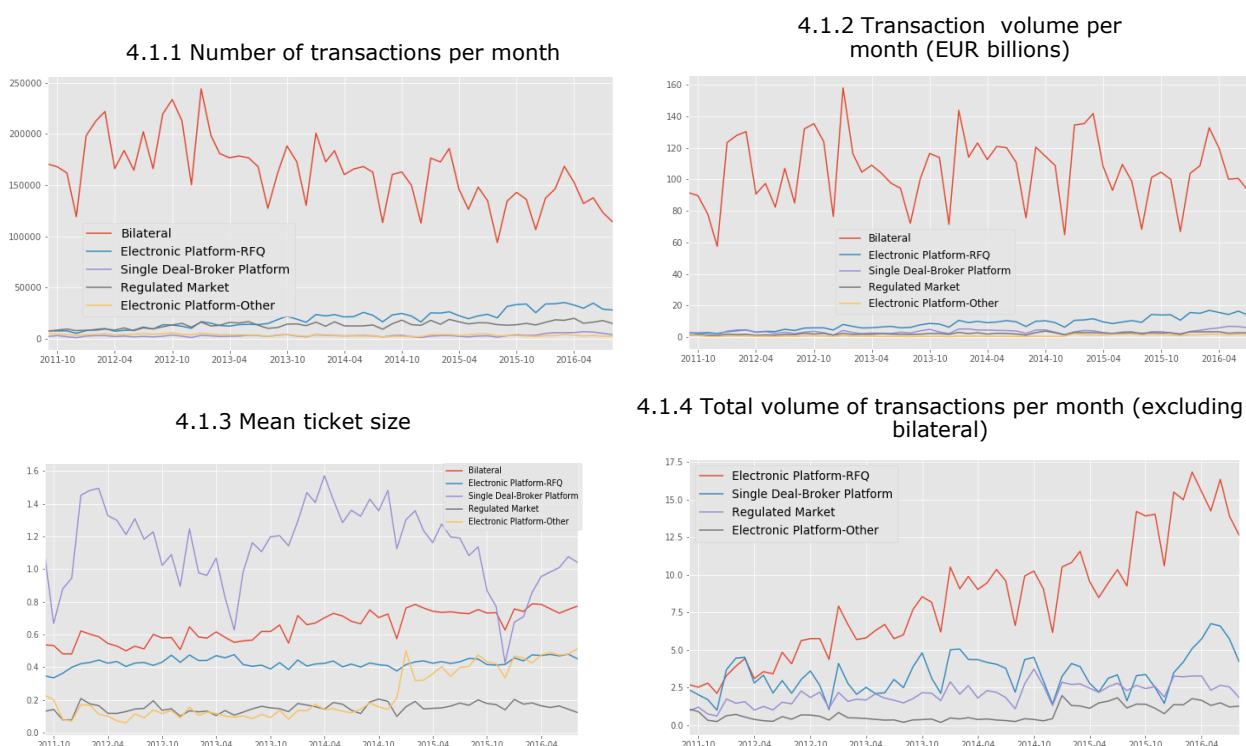 4.1.1 Number of transactions per month
250000
200000
150000
100000
50000
0
Bilateral
Electronic Platform-RFQ
Single Deal-Broker Platform
Regulated Market
Electronic Platform-Other
2011-10 2012-04 2012-10 2013-04 2013-10 2014-04 2014-10 2015-04 2015-10 2016-04
4.1.2 Transaction volume per
month (EUR billions)
160
140
120
100
80
60
40
20
0
Bilateral
Electronic Platform-RFQ
Single Deal-Broker Platform
Regulated Market
Electronic Platform-Other
2011-10 2012-04 2012-10 2013-04 2013-10 2014-04 2014-10 2015-04 2015-10 2016-04
4.1.3 Mean ticket size
1.6
1.4
1.2
1.0
0.8
0.6
0.4
0.2
0.0
Bilateral
Electronic Platform-RFQ
Single Deal-Broker Platform
Regulated Market
Electronic Platform-Other
2011-10 2012-04 2012-10 2013-04 2013-10 2014-04 2014-10 2015-04 2015-10 2016-04
4.1.4 Total volume of transactions per month (excluding
bilateral)
17.5
15.0
12.5
10.0
7.5
5.0
2.5
0.0
Electronic Platform-RFQ
Single Deal-Broker Platform
Regulated Market
Electronic Platform-Other
2011-10 2012-04 2012-10 2013-04 2013-10 2014-04 2014-10 2015-04 2015-10 2016-04